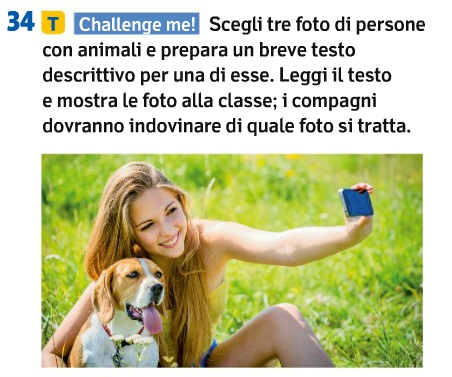 34 T Challenge me! Scegli tre foto di persone
con animali e prepara un breve testo
descrittivo per una di esse. Leggi il testo
e mostra le foto alla classe; i compagni
dovranno indovinare di quale foto si tratta.